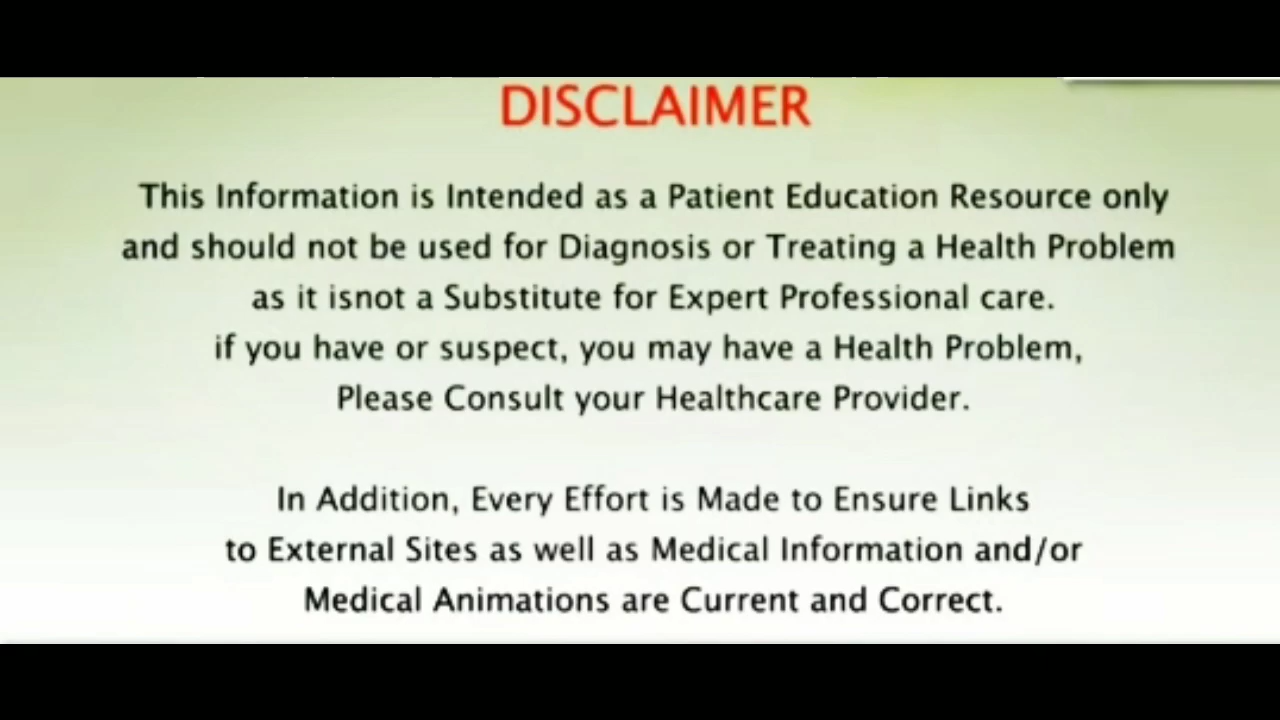 DISCLAIMER
This Information is Intended as a Patient Education Resource only
and should not be used for Diagnosis or Treating a Health Problem
as it isnot a Substitute for Expert Professional care.
if you have or suspect, you may have a Health Problem,
Please Consult your Healthcare Provider.
In Addition, Every Effort is Made to Ensure Links
to External Sites as well as Medical Information and/or
Medical Animations are Current and Correct.